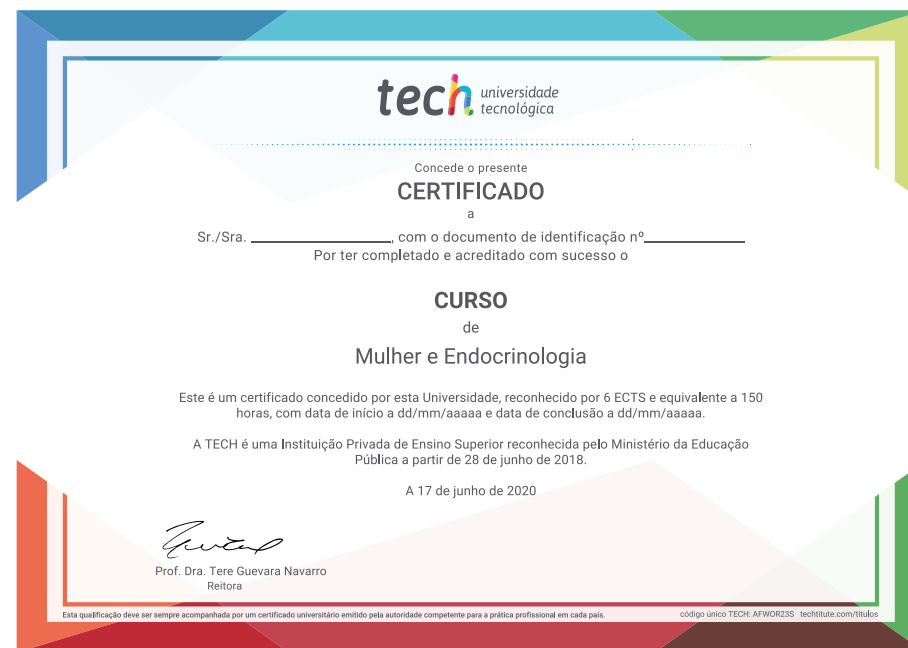 tech universidade
tecnológica
Concede o presente
CERTIFICADO
a
Sr./Sra. ____________________, com o documento de identificação nº______________
Por ter completado e acreditado com sucesso o
CURSO
de
Mulher e Endocrinologia
Este é um certificado concedido por esta Universidade, reconhecido por 6 ECTS e equivalente a 150
horas, com data de início a dd/mm/aaaaa e data de conclusão a dd/mm/aaaaa.
A TECH é uma Instituição Privada de Ensino Superior reconhecida pelo Ministério da Educação
Pública a partir de 28 de junho de 2018.
A 17 de junho de 2020
Prof. Dra. Tere Guevara Navarro
Reitora
Esta qualificação deve ser sempre acompanhada por um certificado universitário emitido pela autoridade competente para a prática profissional em cada país.
código único TECH: AFWOR23S techtitute.com/titulos